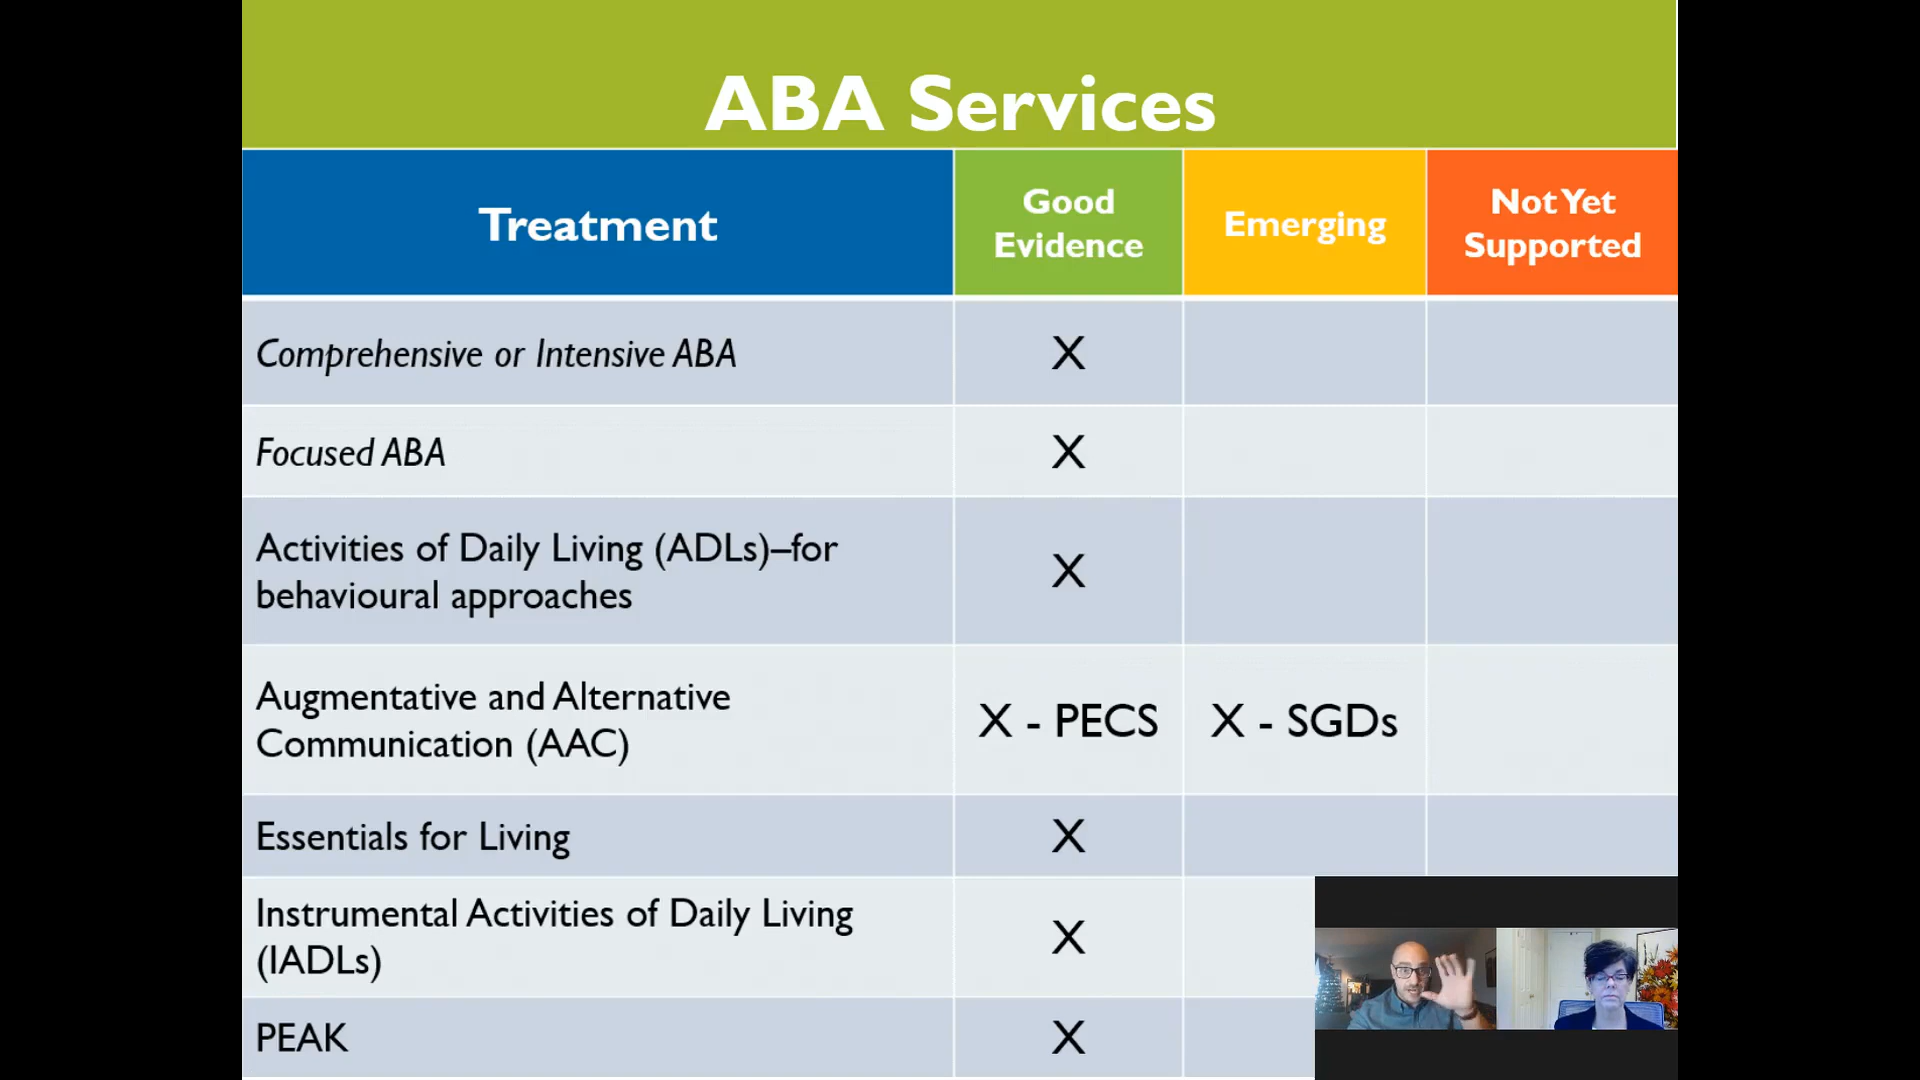 ABA Services
Treatment
Good
Evidence
Emerging
Not Yet
Supported
Comprehensive or Intensive ABA
X
Focused ABA
X
Activities of Daily Living (ADLs)–for
behavioural approaches
X
Augmentative and Alternative
Communication (AAC)
X - PECS
X - SGDs
Essentials for Living
X
Instrumental Activities of Daily Living
(IADLs)
X
PEAK
X